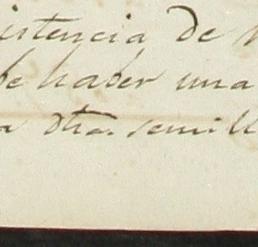 istencia de
be haber una
a otra semill